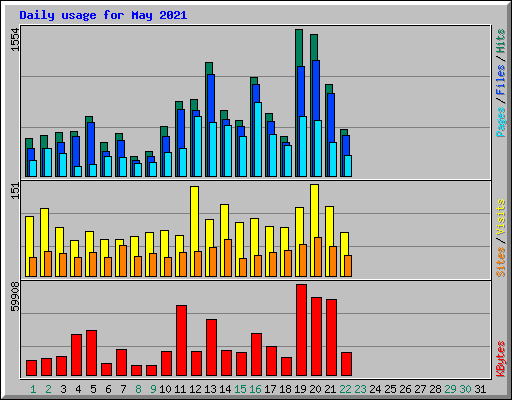 Daily usage for May 2021
1554
Pages / Files / Hits
151
Sites / Visits
59908
KBytes
1 2 3 4 5 6 7 8 9 10 11 12 13 14 15 16 17 18 19 20 21 22 23 24 25 26 27 28 29 30 31